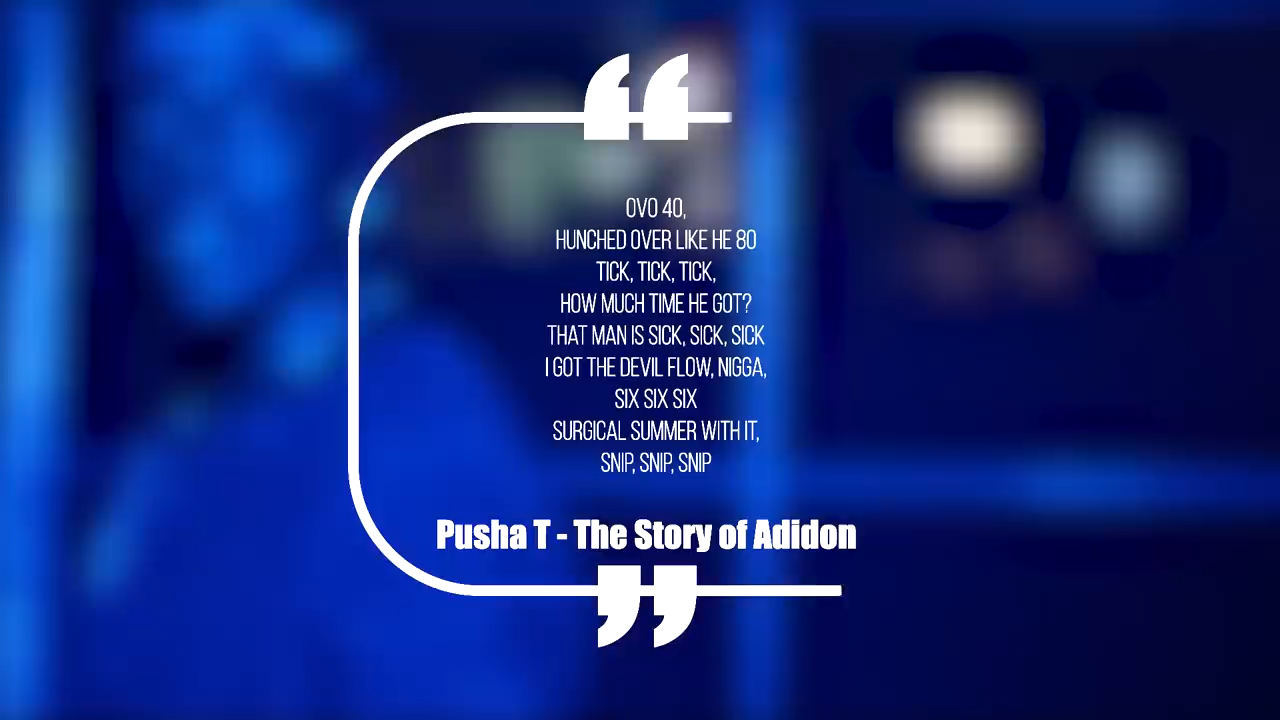 OVO 40,
HUNCHED OVER LIKE HE 80
TICK, TICK, TICK,
HOW MUCH TIME HE GOT?
THAT MAN IS SICK, SICK, SICK
I GOT THE DEVIL FLOW, NIGGA,
SIX SIX SIX
SURGICAL SUMMER WITH IT,
SNIP, SNIP, SNIP
Pusha T - The Story of Adidon